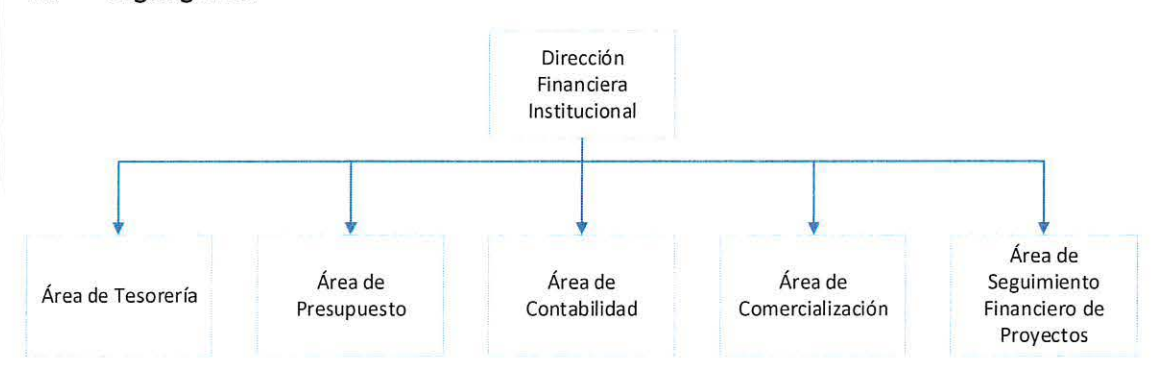 Dirección
Financiera
Institucional
Área de Tesorería
Área de
Presupuesto
Área de
Contabilidad
Área de
Comercialización
Área de
Seguimiento
Financiero de
Proyectos